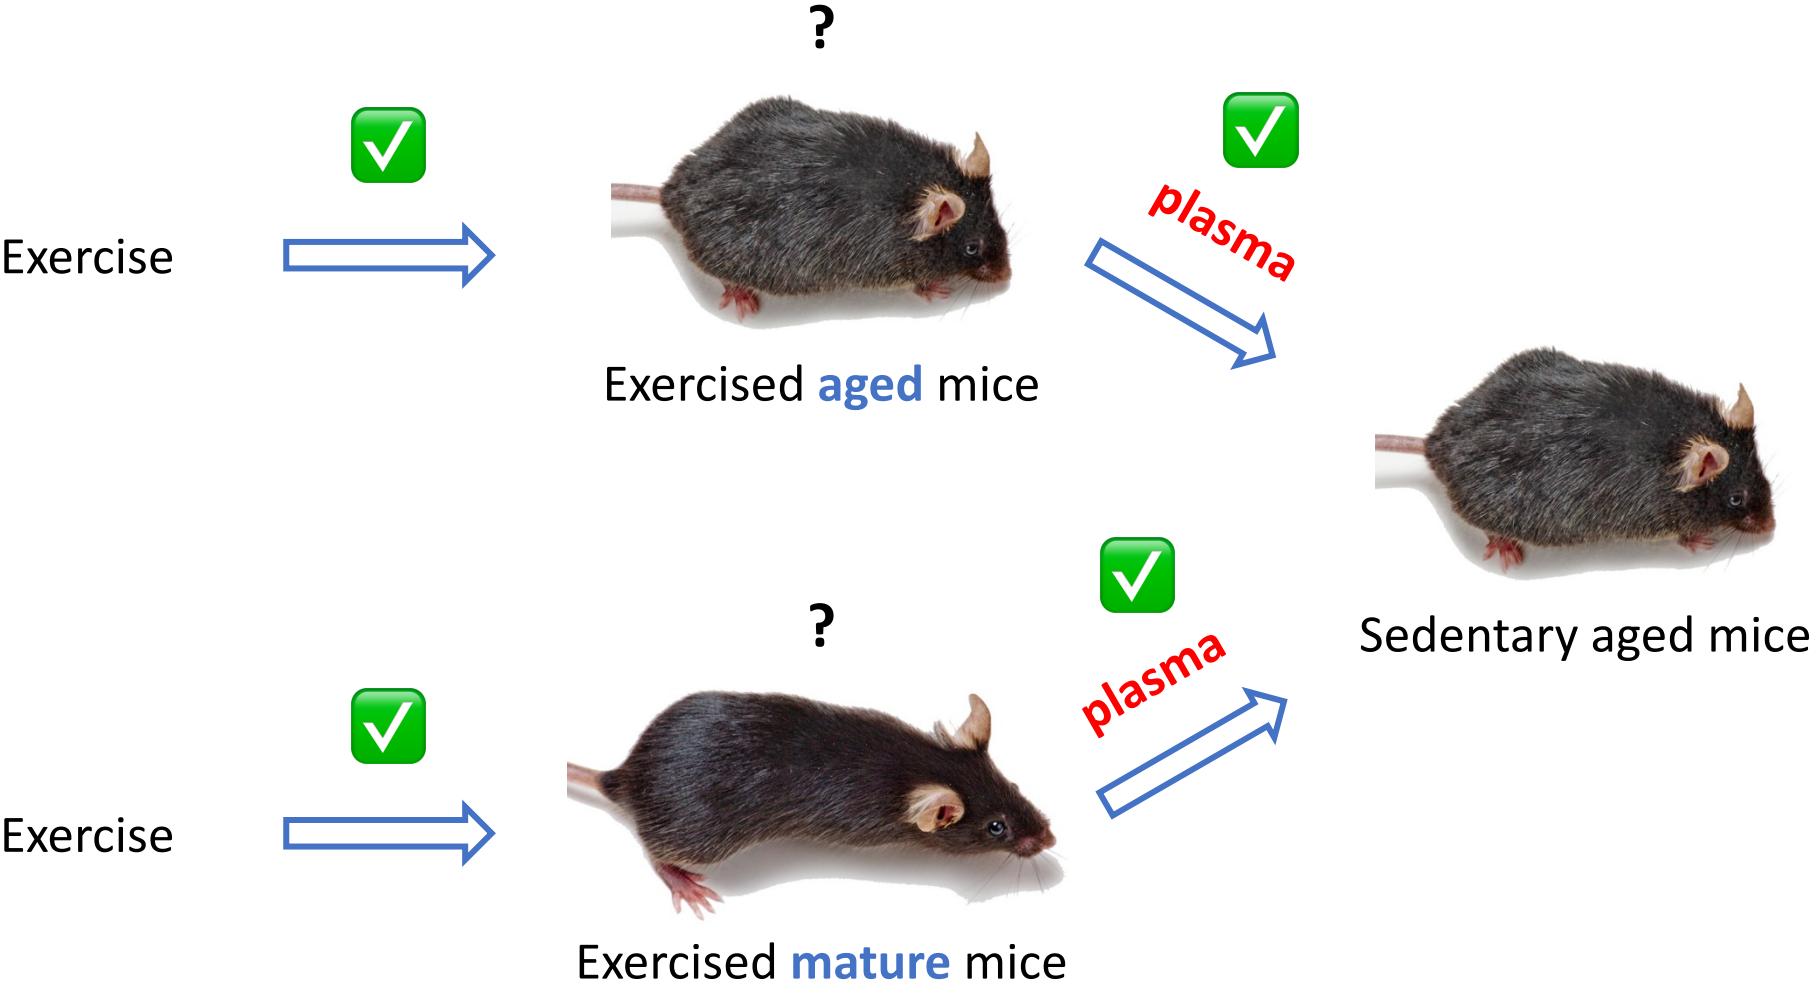 ?
plasma
Exercise
Exercised aged mice
?
plasma
Sedentary aged mice
Exercise
Exercised mature mice